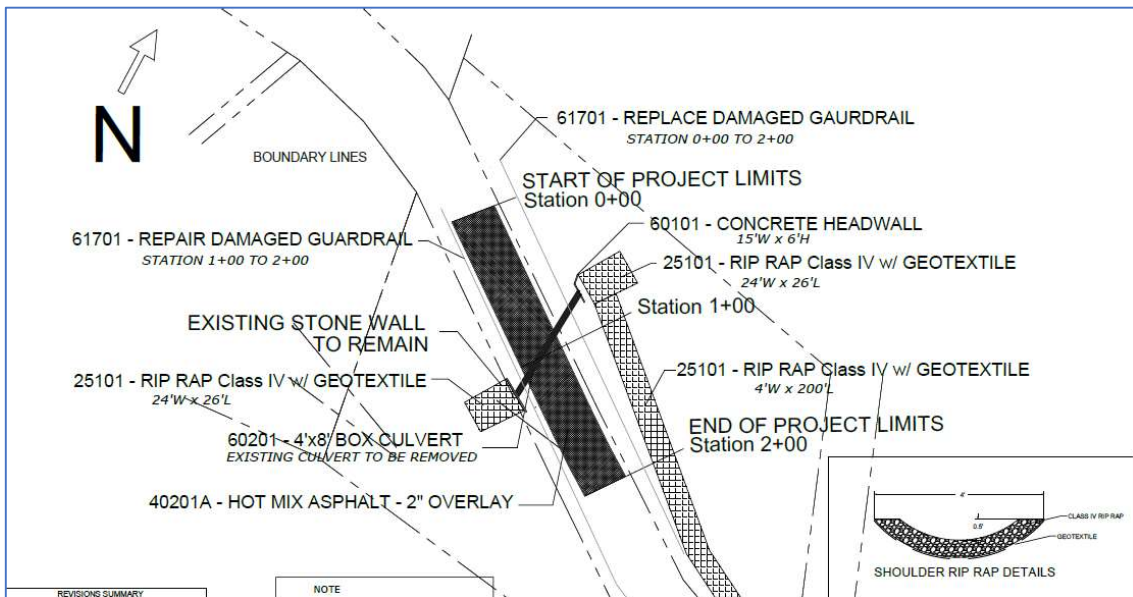 N
BOUNDARY LINES
61701 - REPLACE DAMAGED GAURDRAIL
STATION 0+00 TO 2+00
START OF PROJECT LIMITS
Station 0+00
60101 - CONCRETE HEADWALL
15'W x 6'H
61701 - REPAIR DAMAGED GUARDRAIL
STATION 1+00 TO 2+00
25101 - RIP RAP Class IV w/ GEOTEXTILE
24'W x 26'L
Station 1+00
EXISTING STONE WALL
TO REMAIN
25101 - RIP RAP Class IV w/ GEOTEXTILE
24'W x 26'L
25101 - RIP RAP Class IV w/ GEOTEXTILE
4'W x 200'L
60201 - 4'x8' BOX CULVERT
EXISTING CULVERT TO BE REMOVED
END OF PROJECT LIMITS
Station 2+00
40201A - HOT MIX ASPHALT - 2" OVERLAY
4'
0.5'
CLASS IV RIP RAP
GEOTEXTILE
SHOULDER RIP RAP DETAILS
REVISIONS SUMMARY
NOTE